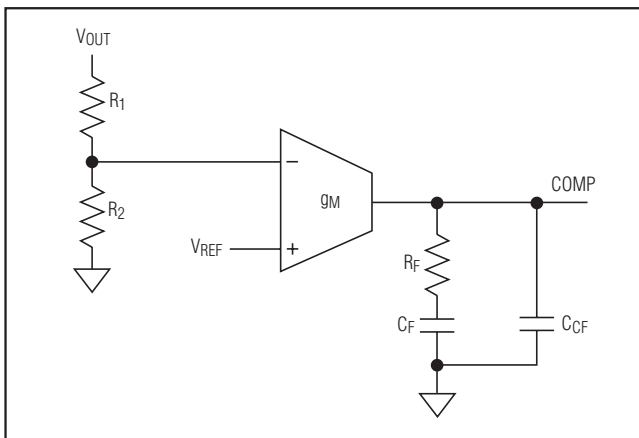 VOUT
R1
COMP
gM
R2
VREF
RF
CF
CCF